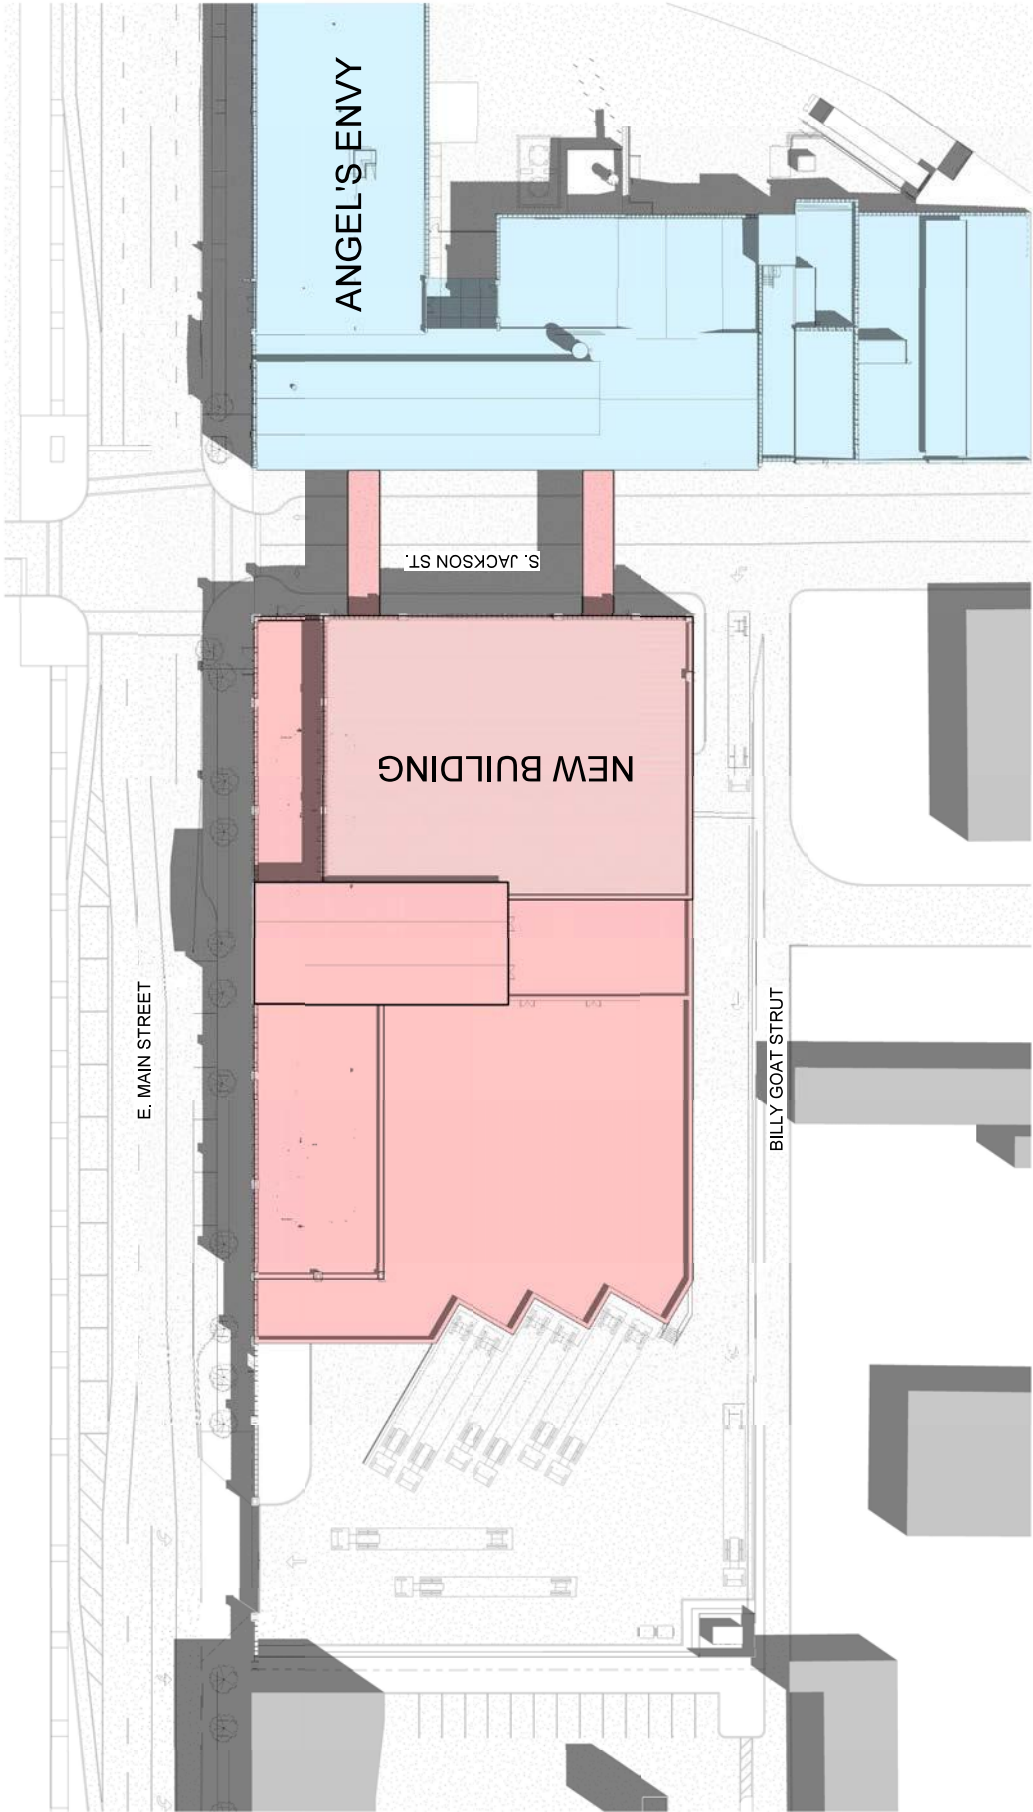 ANGEL'S ENVY
S. JACKSON ST.
NEW BUILDING
E. MAIN STREET
BILLY GOAT STRUT